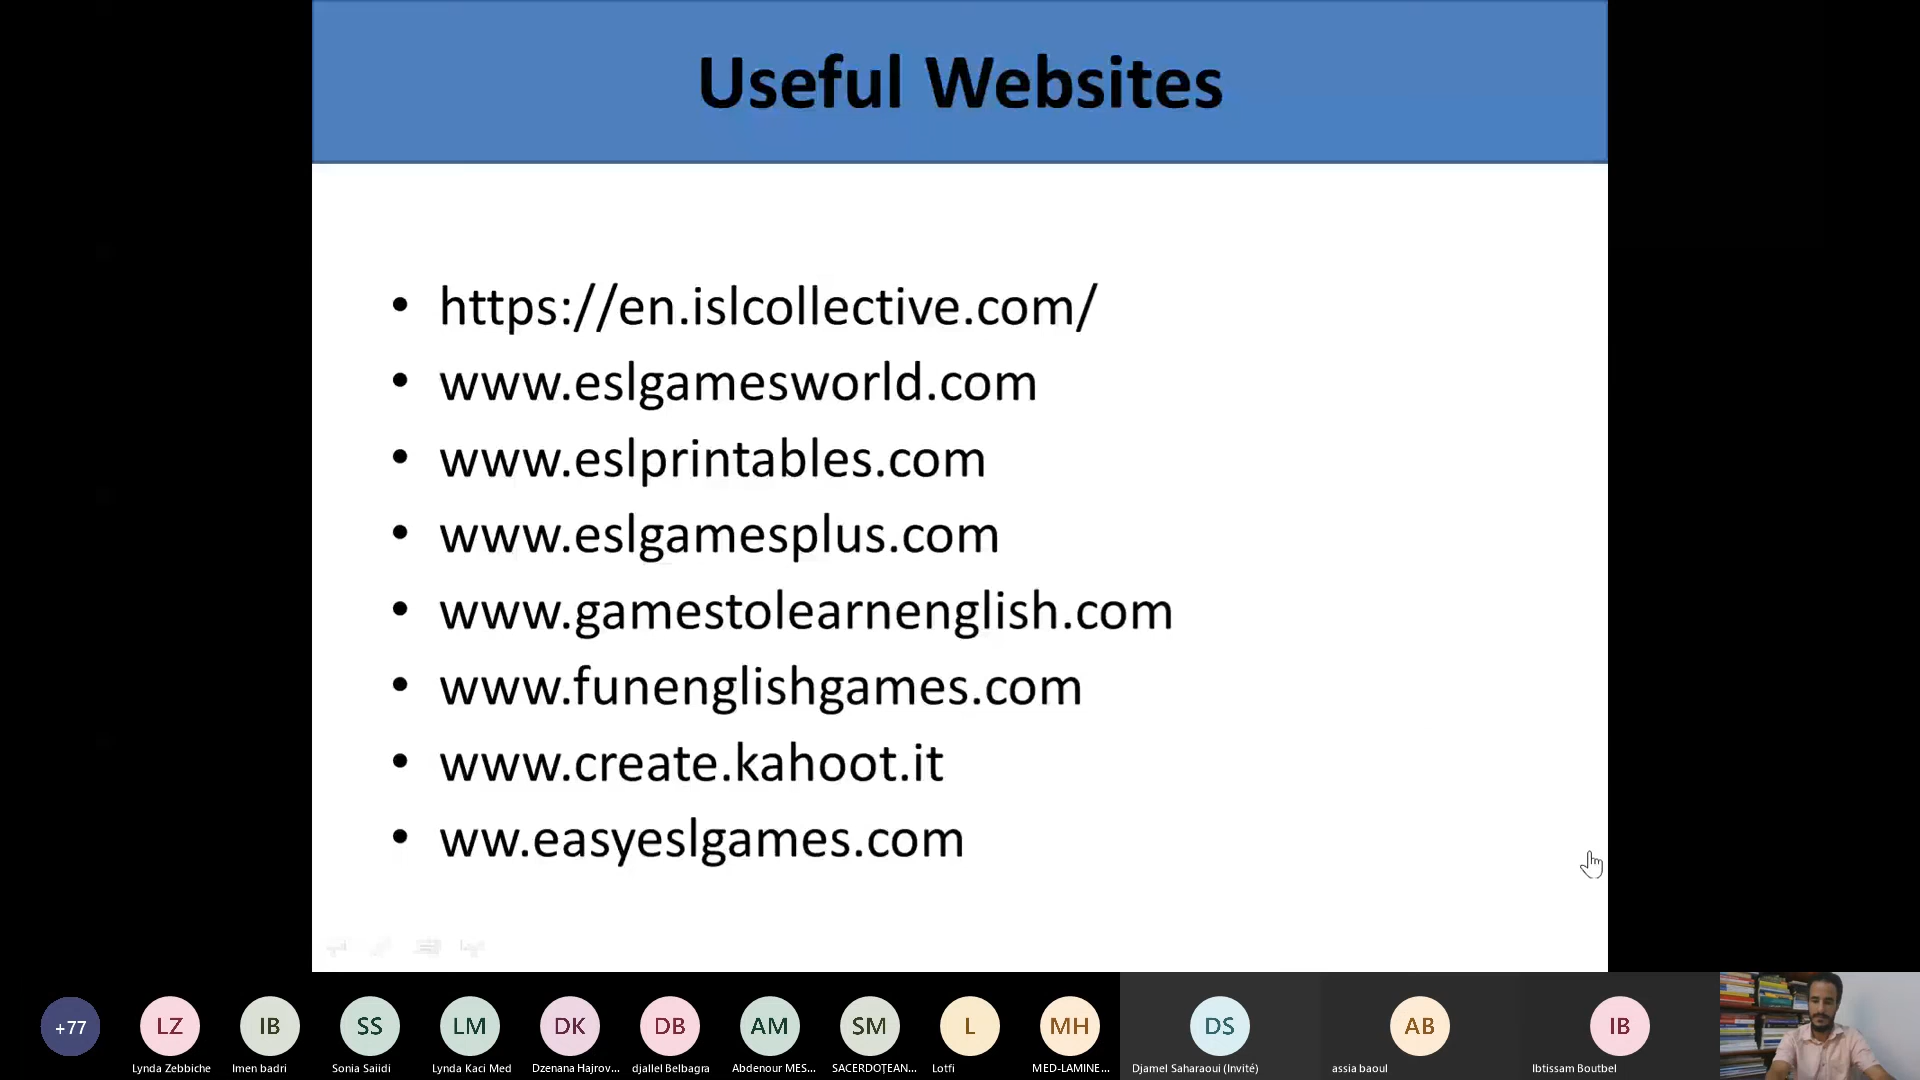 Useful Websites
• https://en.islcollective.com/
• www.eslgamesworld.com
• www.eslprintables.com
• www.eslgamesplus.com
• www.gamestolearnenglish.com
• www.funenglishgames.com
• www.create.kahoot.it
• ww.easyeslgames.com
+77 LZ IB SS LM DK DB AM SM L MH DS AB IB
Lynda Zebbiche Imen badri Sonia Saiidi Lynda Kaci Med Dzenana Hajrov... djallel Belbagra Abdenour MES... SACERDOȚEAN... Lotfi MED-LAMINE... Djamel Saharaoui (Invité) assia baoul Ibtissam Boutbel